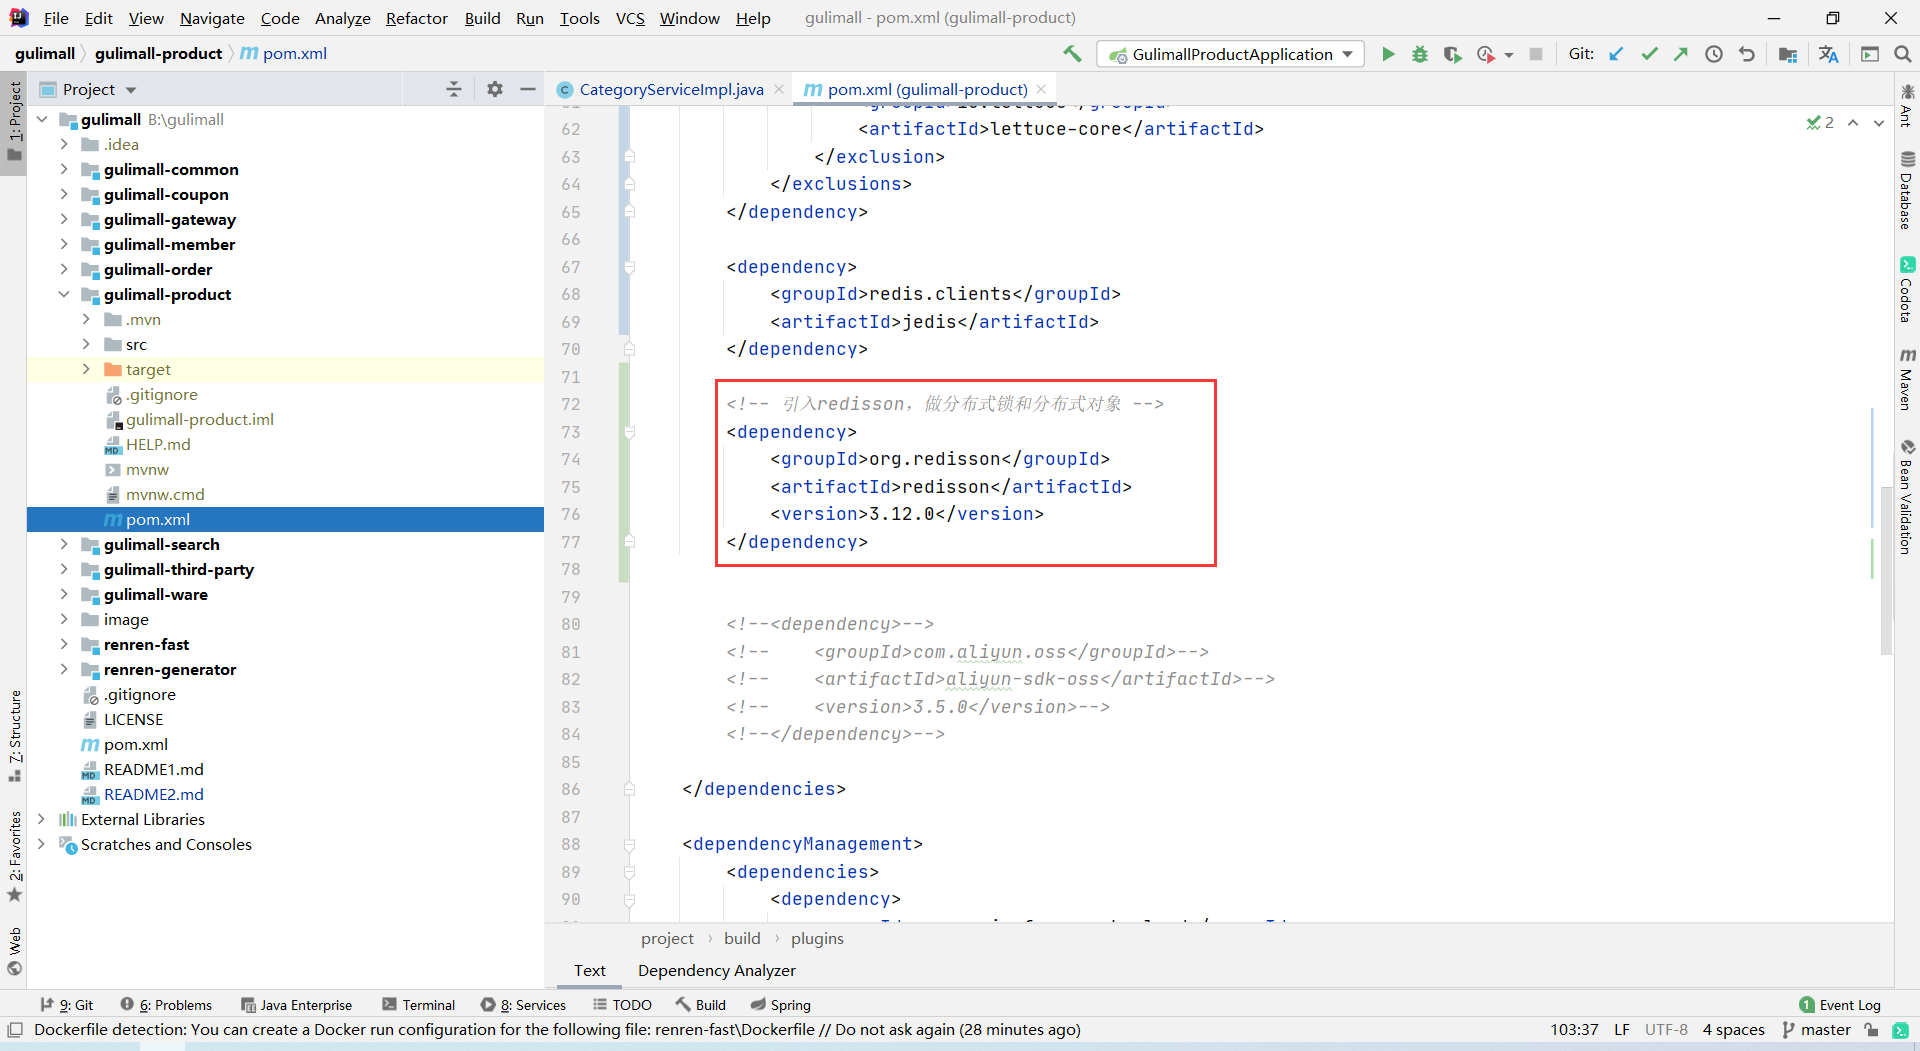 File Edit View Navigate Code Analyze Refactor Build Run Tools VCS Window Help gulimall - pom.xml (gulimall-product)
gulimall gulimall-product pom.xml
GulimallProductApplication
Git:
Project
CategoryServiceImpl.java
pom.xml (gulimall-product)
1: Project
7: Structure
2: Favorites
Web
gulimall B:\gulimall
.idea
gulimall-common
gulimall-coupon
gulimall-gateway
gulimall-member
gulimall-order
gulimall-product
.mvn
src
target
.gitignore
gulimall-product.iml
HELP.md
mvnw
mvnw.cmd
pom.xml
gulimall-search
gulimall-third-party
gulimall-ware
image
renren-fast
renren-generator
.gitignore
LICENSE
pom.xml
README1.md
README2.md
External Libraries
Scratches and Consoles
62 <artifactId>lettuce-core</artifactId>
63 </exclusion>
64 </exclusions>
65 </dependency>
66
67 <dependency>
68 <groupId>redis.clients</groupId>
69 <artifactId>jedis</artifactId>
70 </dependency>
71
72 <!-- 引入redisson，做分布式锁和分布式对象 -->
73 <dependency>
74 <groupId>org.redisson</groupId>
75 <artifactId>redisson</artifactId>
76 <version>3.12.0</version>
77 </dependency>
78
79
80 <!--<dependency>-->
81 <!-- <groupId>com.aliyun.oss</groupId>-->
82 <!-- <artifactId>aliyun-sdk-oss</artifactId>-->
83 <!-- <version>3.5.0</version>-->
84 <!--</dependency>-->
85
86 </dependencies>
87
88 <dependencyManagement>
89 <dependencies>
90 <dependency>
2
Ant
Database
Codota
Maven
Bean Validation
project build plugins
Text Dependency Analyzer
9: Git 6: Problems Java Enterprise Terminal 8: Services TODO Build Spring 1 Event Log
Dockerfile detection: You can create a Docker run configuration for the following file: renren-fast\Dockerfile // Do not ask again (28 minutes ago) 103:37 LF UTF-8 4 spaces master